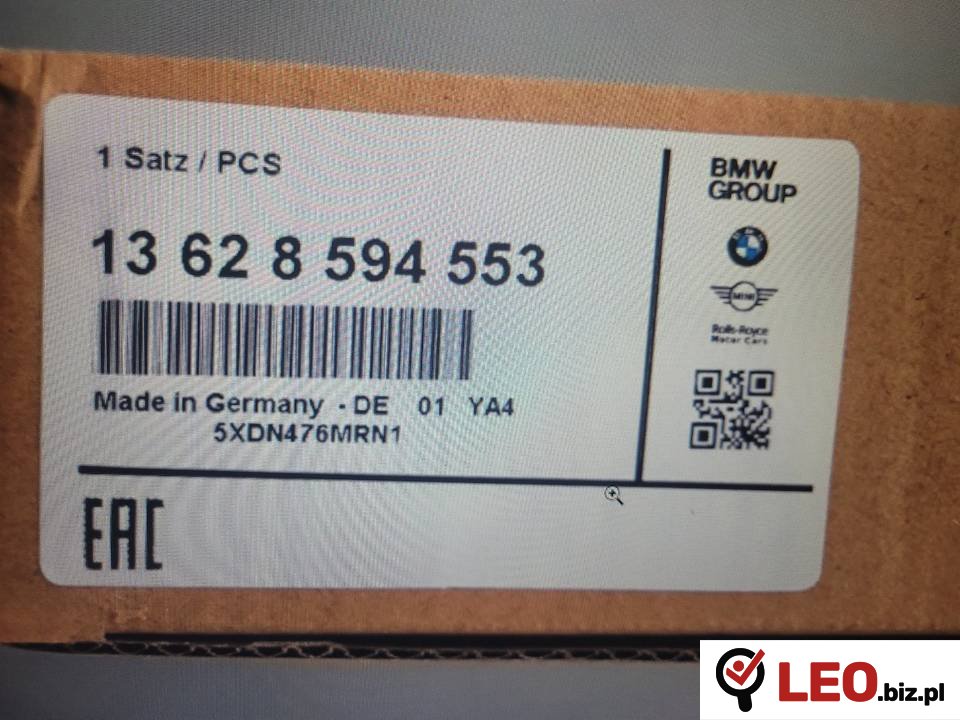 1 Satz / PCS
13 62 8 594 553
Made in Germany - DE 01 YA4
5XDN476MRN1
EAC
BMW
GROUP
MINI
Rolls-Royce
Motor Cars
LEO.biz.pl